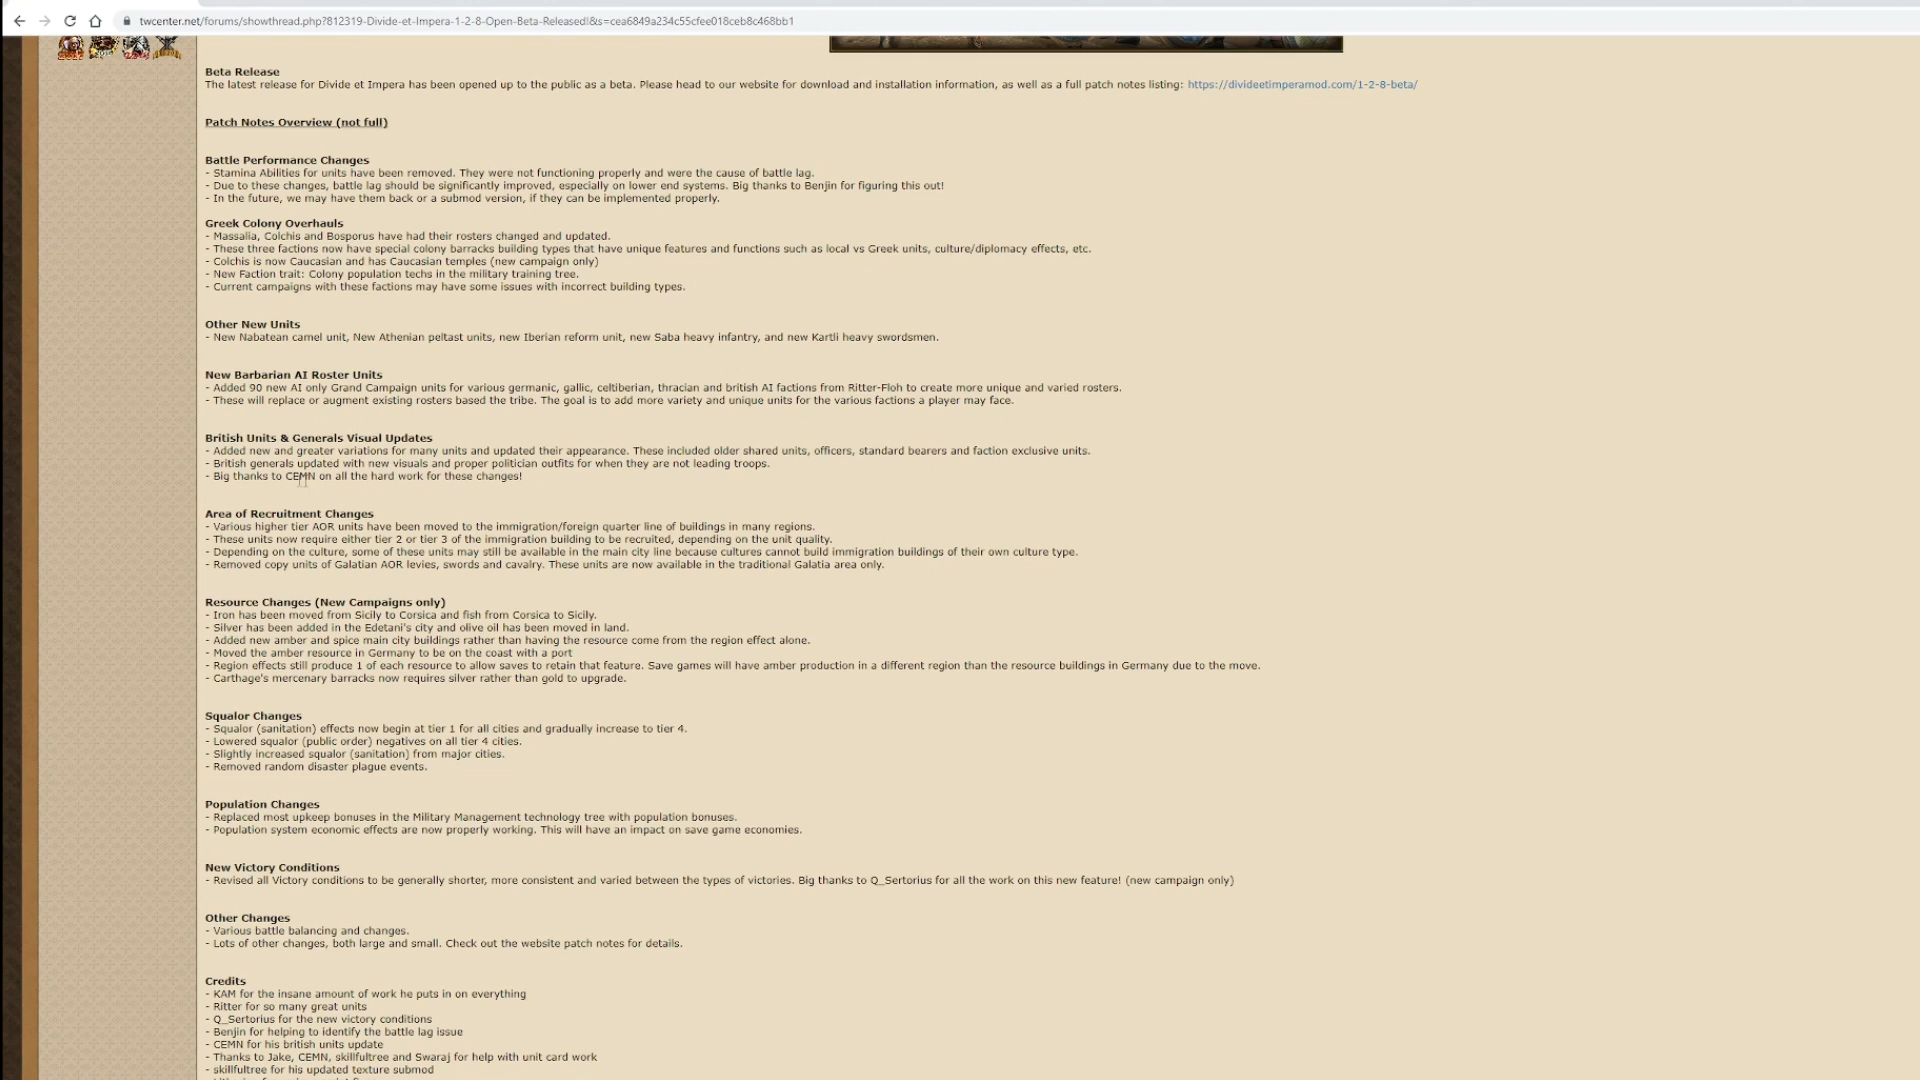 twcenter.net/forums/showthread.php?812319-Divide-et-Impera-1-2-8-Open-Beta-Released!&s=cea6849a234c55cfee018ceb8c468bb1
Beta Release
The latest release for Divide et Impera has been opened up to the public as a beta. Please head to our website for download and installation information, as well as a full patch notes listing: https://divideetimperamod.com/1-2-8-beta/
Patch Notes Overview (not full)
Battle Performance Changes
- Stamina Abilities for units have been removed. They were not functioning properly and were the cause of battle lag.
- Due to these changes, battle lag should be significantly improved, especially on lower end systems. Big thanks to Benjin for figuring this out!
- In the future, we may have them back or a submod version, if they can be implemented properly.
Greek Colony Overhauls
- Massalia, Colchis and Bosporus have had their rosters changed and updated.
- These three factions now have special colony barracks building types that have unique features and functions such as local vs Greek units, culture/diplomacy effects, etc.
- Colchis is now Caucasian and has Caucasian temples (new campaign only)
- New Faction trait: Colony population techs in the military training tree.
- Current campaigns with these factions may have some issues with incorrect building types.
Other New Units
- New Nabatean camel unit, New Athenian peltast units, new Iberian reform unit, new Saba heavy infantry, and new Kartli heavy swordsmen.
New Barbarian AI Roster Units
- Added 90 new AI only Grand Campaign units for various germanic, gallic, celtiberian, thracian and british AI factions from Ritter-Floh to create more unique and varied rosters.
- These will replace or augment existing rosters based the tribe. The goal is to add more variety and unique units for the various factions a player may face.
British Units & Generals Visual Updates
- Added new and greater variations for many units and updated their appearance. These included older shared units, officers, standard bearers and faction exclusive units.
- British generals updated with new visuals and proper politician outfits for when they are not leading troops.
- Big thanks to CEMN on all the hard work for these changes!
Area of Recruitment Changes
- Various higher tier AOR units have been moved to the immigration/foreign quarter line of buildings in many regions.
- These units now require either tier 2 or tier 3 of the immigration building to be recruited, depending on the unit quality.
- Depending on the culture, some of these units may still be available in the main city line because cultures cannot build immigration buildings of their own culture type.
- Removed copy units of Galatian AOR levies, swords and cavalry. These units are now available in the traditional Galatia area only.
Resource Changes (New Campaigns only)
- Iron has been moved from Sicily to Corsica and fish from Corsica to Sicily.
- Silver has been added in the Edetani's city and olive oil has been moved in land.
- Added new amber and spice main city buildings rather than having the resource come from the region effect alone.
- Moved the amber resource in Germany to be on the coast with a port
- Region effects still produce 1 of each resource to allow saves to retain that feature. Save games will have amber production in a different region than the resource buildings in Germany due to the move.
- Carthage's mercenary barracks now requires silver rather than gold to upgrade.
Squalor Changes
- Squalor (sanitation) effects now begin at tier 1 for all cities and gradually increase to tier 4.
- Lowered squalor (public order) negatives on all tier 4 cities.
- Slightly increased squalor (sanitation) from major cities.
- Removed random disaster plague events.
Population Changes
- Replaced most upkeep bonuses in the Military Management technology tree with population bonuses.
- Population system economic effects are now properly working. This will have an impact on save game economies.
New Victory Conditions
- Revised all Victory conditions to be generally shorter, more consistent and varied between the types of victories. Big thanks to Q_Sertorius for all the work on this new feature! (new campaign only)
Other Changes
- Various battle balancing and changes.
- Lots of other changes, both large and small. Check out the website patch notes for details.
Credits
- KAM for the insane amount of work he puts in on everything
- Ritter for so many great units
- Q_Sertorius for the new victory conditions
- Benjin for helping to identify the battle lag issue
- CEMN for his british units update
- Thanks to Jake, CEMN, skillfultree and Swaraj for help with unit card work
- skillfultree for his updated texture submod